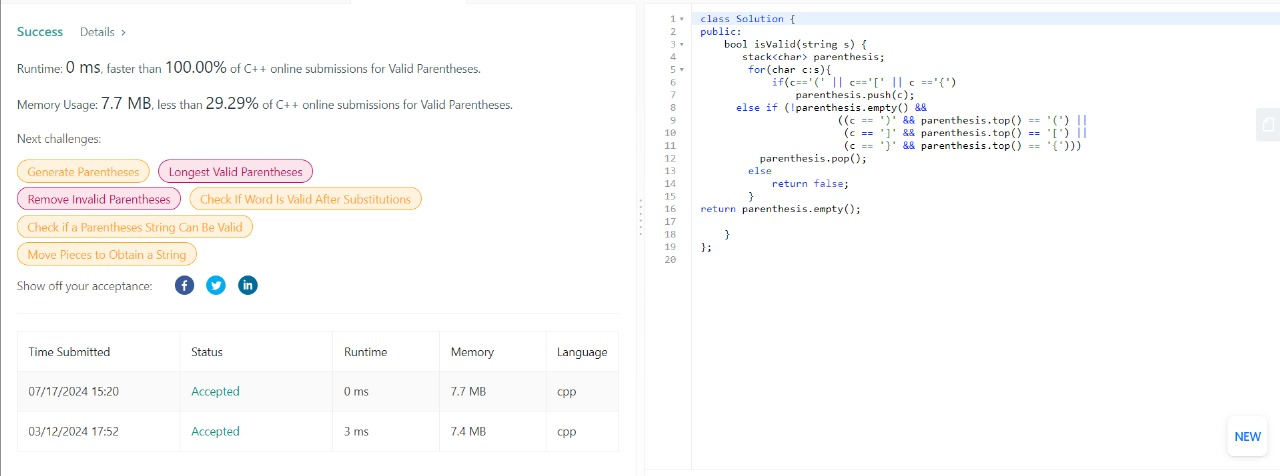 Success Details >
Runtime: 0 ms, faster than 100.00% of C++ online submissions for Valid Parentheses.
Memory Usage: 7.7 MB, less than 29.29% of C++ online submissions for Valid Parentheses.
Next challenges:
Generate Parentheses Longest Valid Parentheses
Remove Invalid Parentheses Check If Word Is Valid After Substitutions
Check if a Parentheses String Can Be Valid
Move Pieces to Obtain a String
Show off your acceptance:
Time Submitted Status Runtime Memory Language
07/17/2024 15:20 Accepted 0 ms 7.7 MB cpp
03/12/2024 17:52 Accepted 3 ms 7.4 MB cpp
1 class Solution {
2 public:
3 bool isValid(string s) {
4 stack<char> parenthesis;
5 for(char c:s){
6 if(c=='(' || c=='[' || c =='{')
7 parenthesis.push(c);
8 else if (!parenthesis.empty() &&
9 ((c == ')' && parenthesis.top() == '(') ||
10 (c == ']' && parenthesis.top() == '[') ||
11 (c == '}' && parenthesis.top() == '{')))
12 parenthesis.pop();
13 else
14 return false;
15 }
16 return parenthesis.empty();
17
18 }
19 };
20
NEW